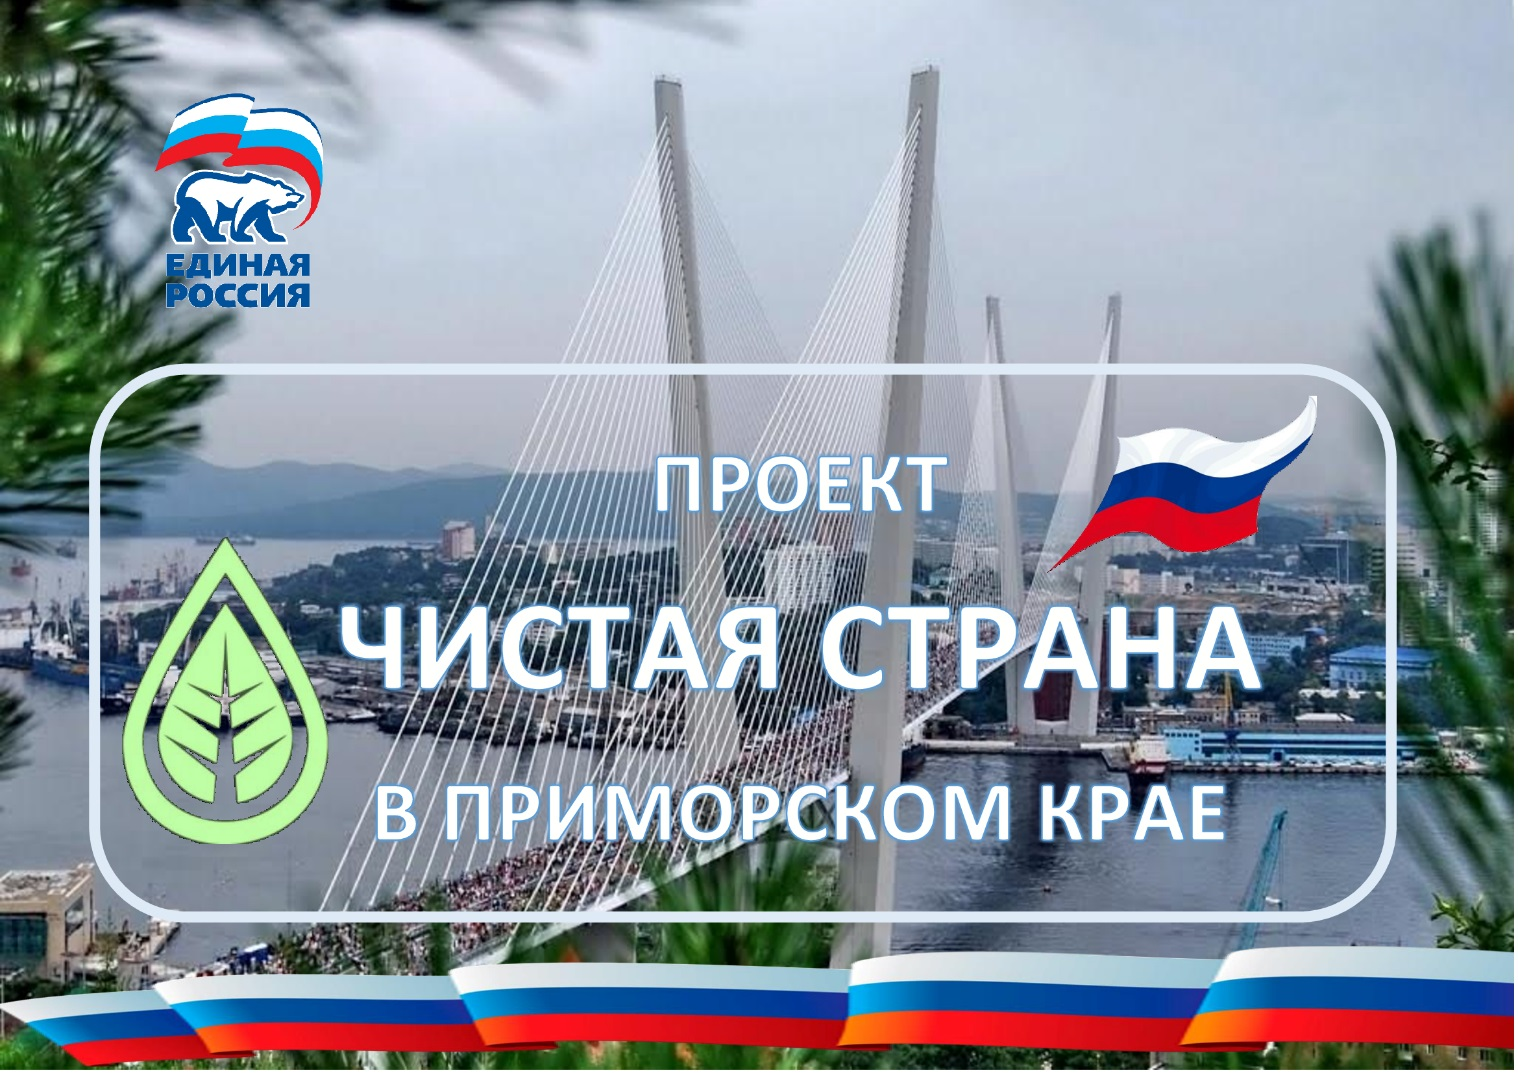 ЕДИНАЯ
РОССИЯ
ПРОЕКТ
ЧИСТАЯ СТРАНА
В ПРИМОРСКОМ КРАЕ